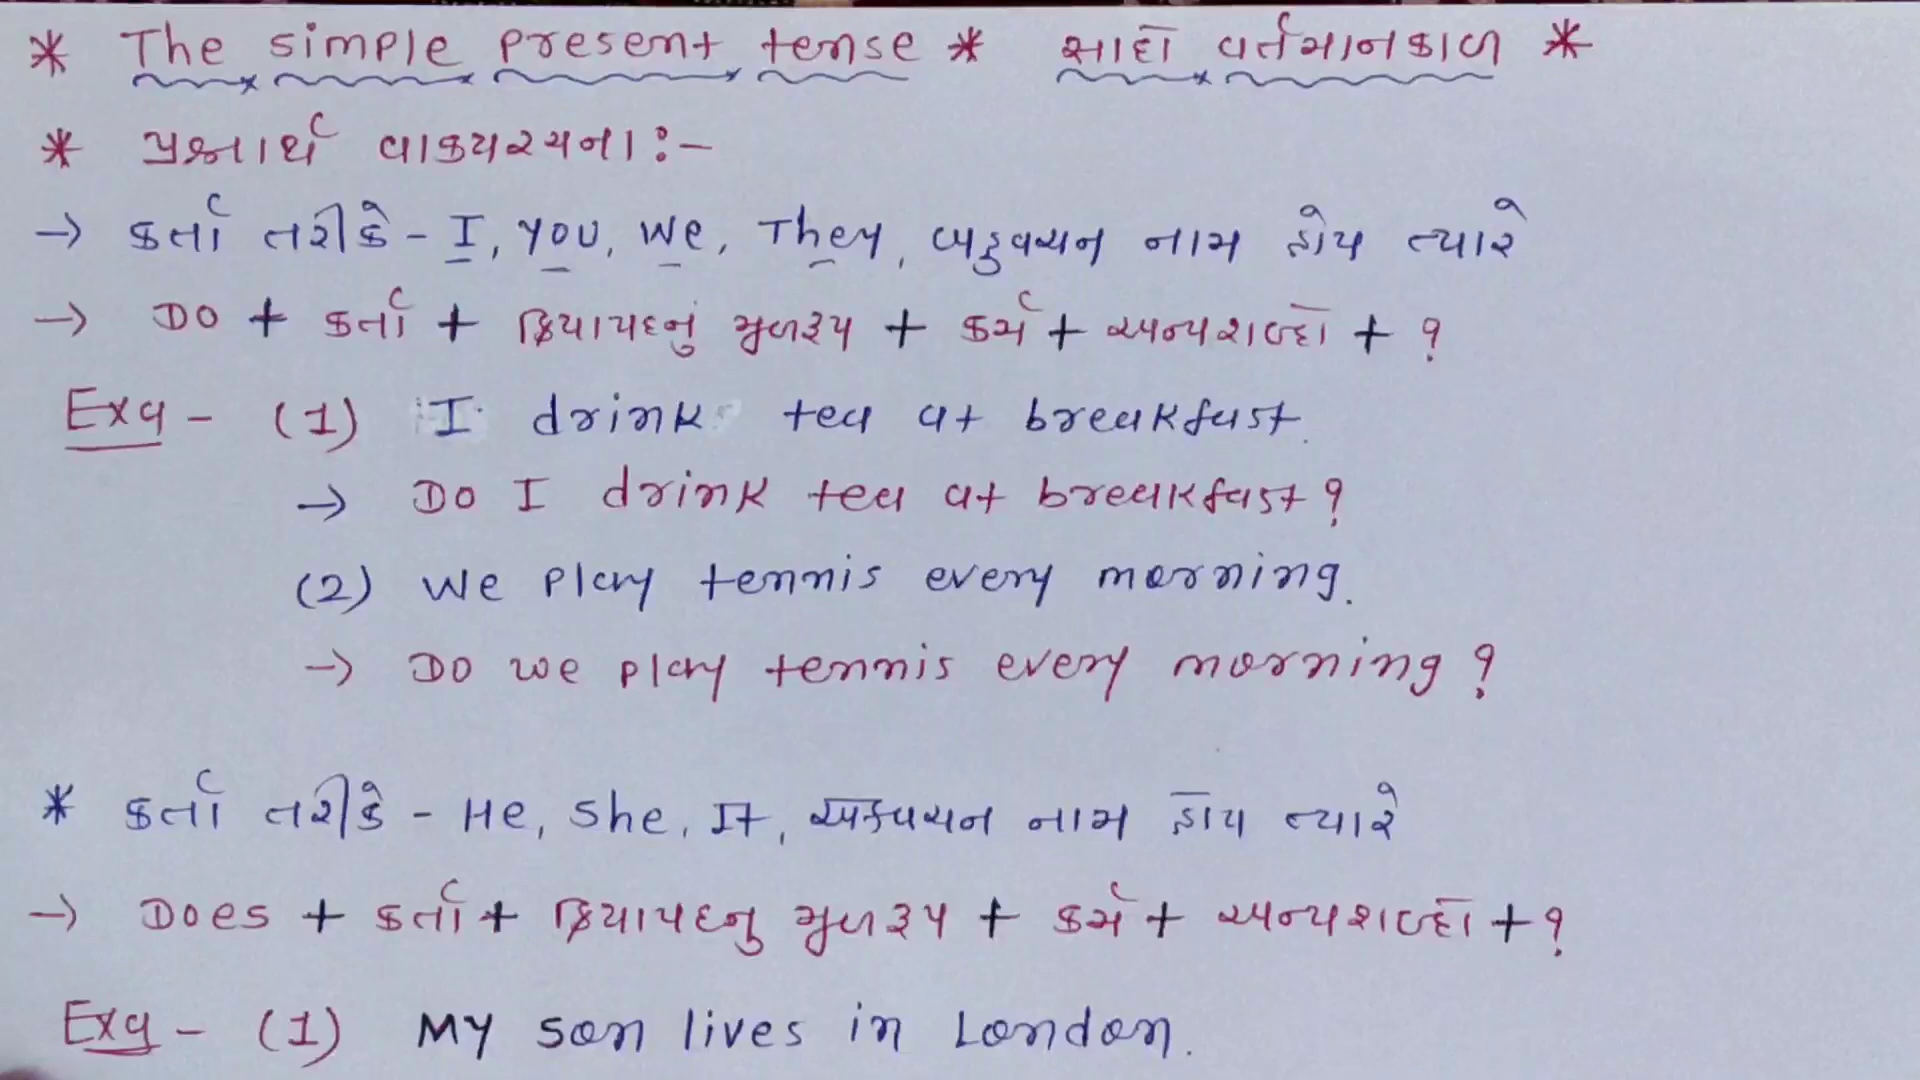 * The simple present tense * સાદો વર્તમાનકાળ *
* પ્રશ્નાર્થ વાક્યરચના :-
→ કર્તા તરીકે - I, you, we, They, બહુવચન નામ હોય ત્યારે
→ Do + કર્તા + ક્રિયાપદનું મુળરૂપ + કર્મ + અન્યશબ્દો + ?
Exa - (1) I drink tea at breakfast.
→ Do I drink tea at breakfast?
(2) We play tennis every morning.
→ Do we play tennis every morning ?
* કર્તા તરીકે - He, She, It, એકવચન નામ હોય ત્યારે
→ Does + કર્તા + ક્રિયાપદનુ મુળરૂપ + કર્મ + અન્યશબ્દો + ?
Exa - (1) My son lives in London.